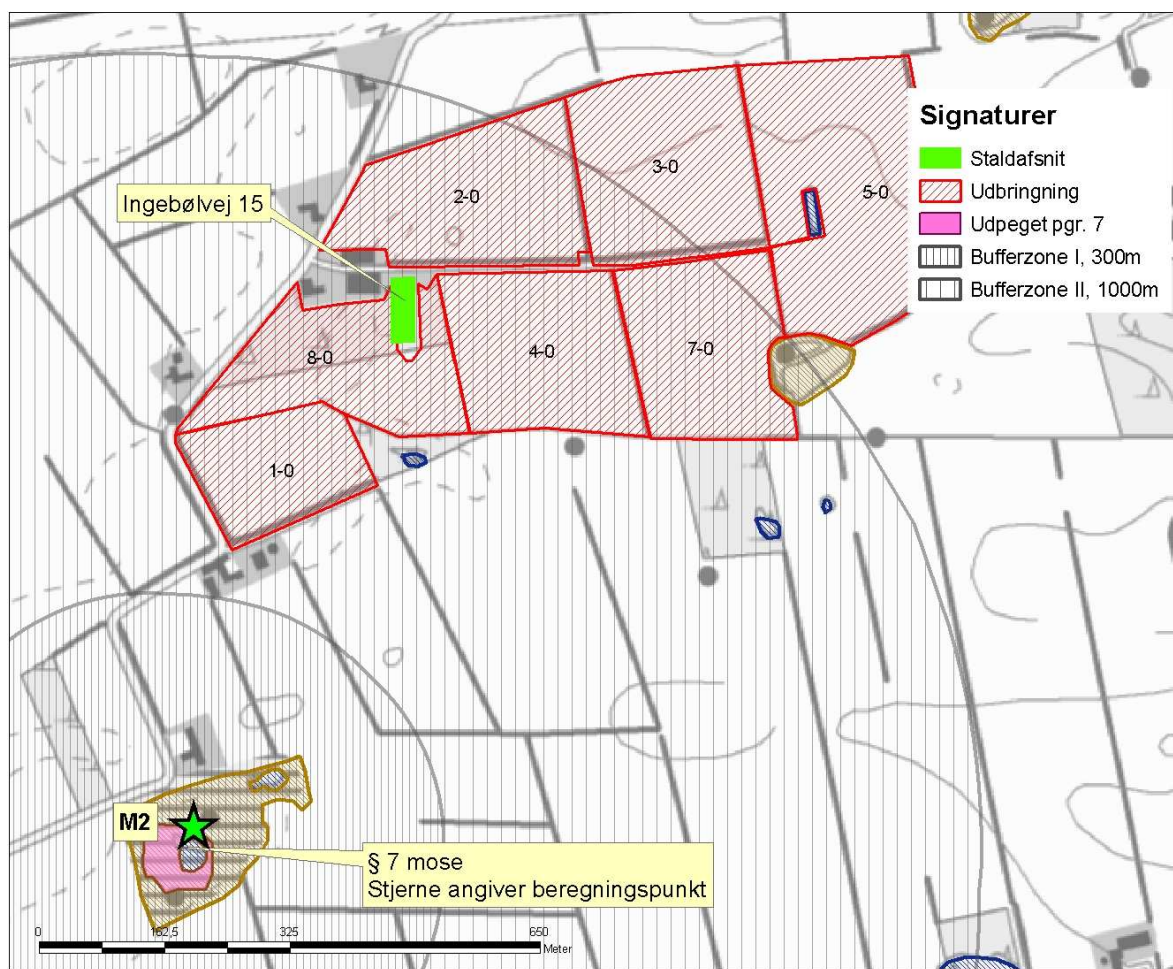 Signaturer
Staldafsnit
Udbringning
Udpeget pgr. 7
Bufferzone I, 300m
Bufferzone II, 1000m
3-0
5-0
2-0
Ingebølvej 15
8-0
4-0
7-0
1-0
M2
§ 7 mose
Stjerne angiver beregningspunkt
0 162,5 325 650
Meter